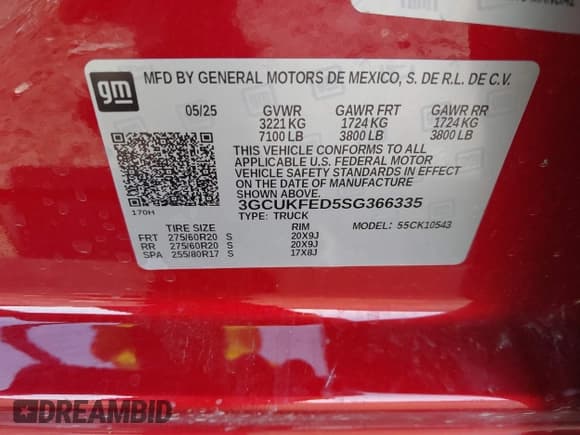 gm
MFD BY GENERAL MOTORS DE MEXICO, S. DE R.L. DE C.V.
05/25 GVWR GAWR FRT GAWR RR
3221 KG 1724 KG 1724 KG
7100 LB 3800 LB 3800 LB
THIS VEHICLE CONFORMS TO ALL
APPLICABLE U.S. FEDERAL MOTOR
VEHICLE SAFETY STANDARDS IN EFFECT
ON THE DATE OF MANUFACTURE
SHOWN ABOVE.
170H 3GCUKFED5SG366335
TYPE: TRUCK MODEL: 55CK10543
TIRE SIZE RIM
FRT 275/60R20 S 20X9J
RR 275/60R20 S 20X9J
SPA 255/80R17 S 17X8J
DREAMBID